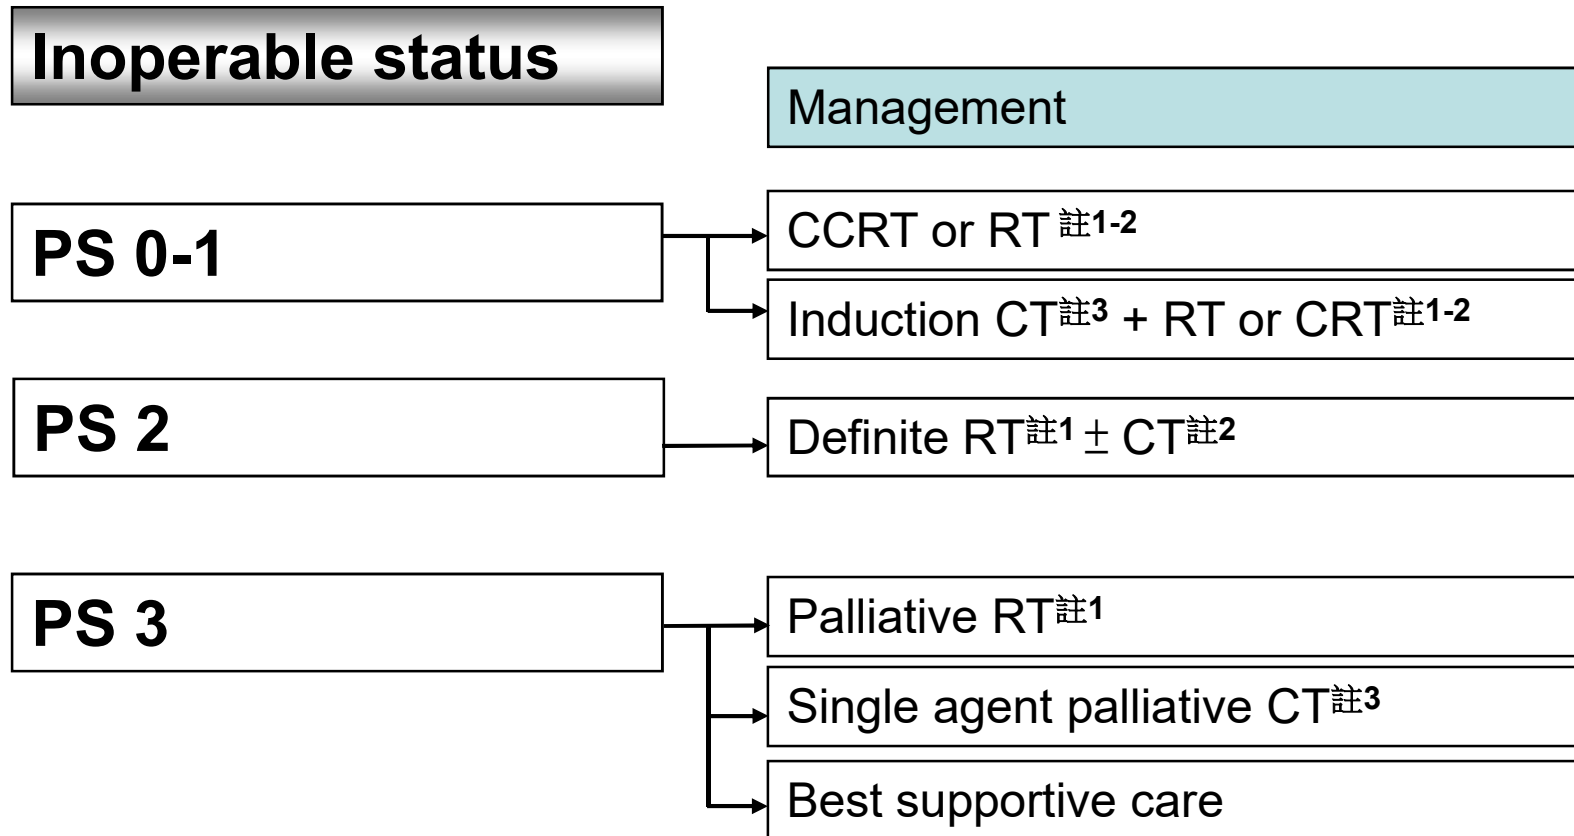 Inoperable status
Management
PS 0-1
CCRT or RT 註1-2
Induction CT註3 + RT or CRT註1-2
PS 2
Definite RT註1 ± CT註2
PS 3
Palliative RT註1
Single agent palliative CT註3
Best supportive care